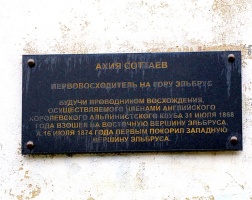 АХИЯ СОТТАЕВ
ПЕРВОВОСХОДИТЕЛЬ НА ГОРУ ЭЛЬБРУС
БУДУЧИ ПРОВОДНИКОМ ВОСХОЖДЕНИЯ,
ОСУЩЕСТВЛЯЕМОГО ЧЛЕНАМИ АНГЛИЙСКОГО
КОРОЛЕВСКОГО АЛЬПИНИСТСКОГО КЛУБА 31 ИЮЛЯ 1868
ГОДА ВЗОШЕЛ НА ВОСТОЧНУЮ ВЕРШИНУ ЭЛЬБРУСА,
А 16 ИЮЛЯ 1874 ГОДА ПЕРВЫМ ПОКОРИЛ ЗАПАДНУЮ
ВЕРШИНУ ЭЛЬБРУСА.